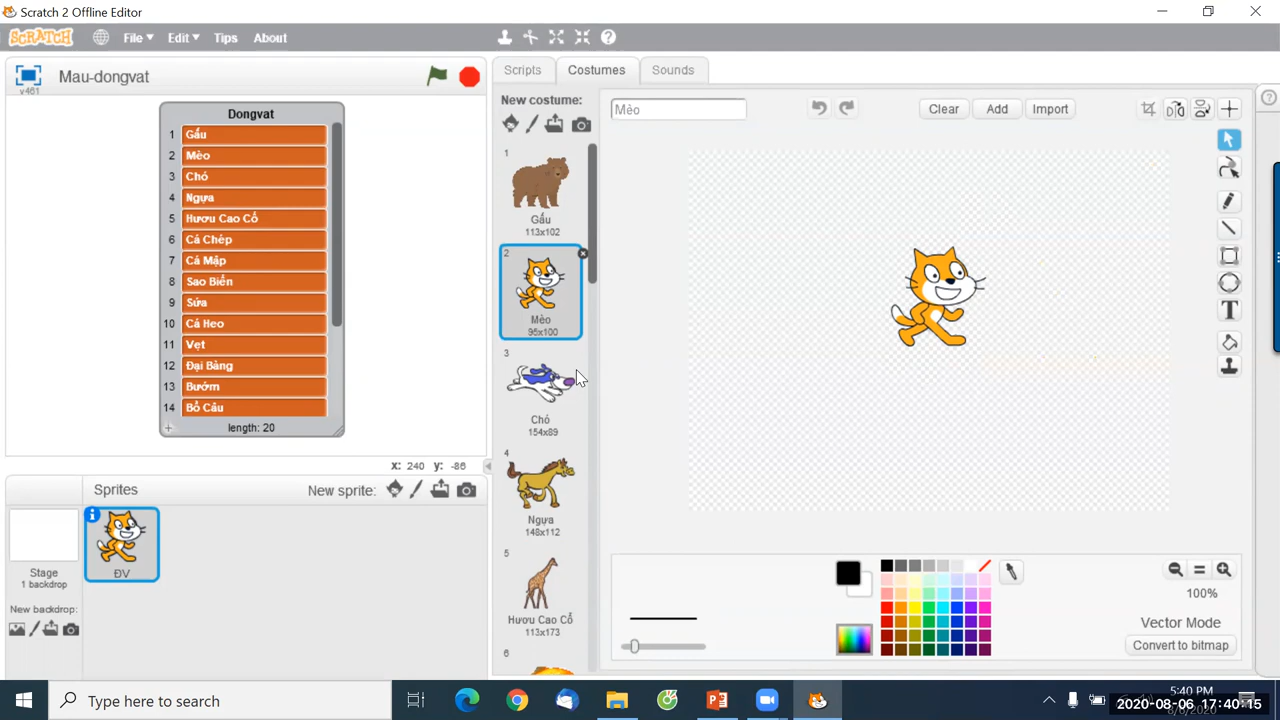 Scratch 2 Offline Editor
SCRATCH File Edit Tips About
v461 Mau-dongvat
Scripts Costumes Sounds
Dongvat
1 Gấu
2 Mèo
3 Chó
4 Ngựa
5 Hươu Cao Cổ
6 Cá Chép
7 Cá Mập
8 Sao Biển
9 Sứa
10 Cá Heo
11 Vẹt
12 Đại Bàng
13 Bướm
14 Bồ Câu
+ length: 20
x: 240 y: -86
Sprites New sprite:
Stage
1 backdrop
New backdrop:
ĐV
New costume:
1
Gấu
113x102
2
Mèo
95x100
3
Chó
154x89
4
Ngựa
148x112
5
Hươu Cao Cổ
113x173
6
Mèo
Clear Add Import
T
100%
Vector Mode
Convert to bitmap
Type here to search
5:40 PM
2020-08-06 17:40:15